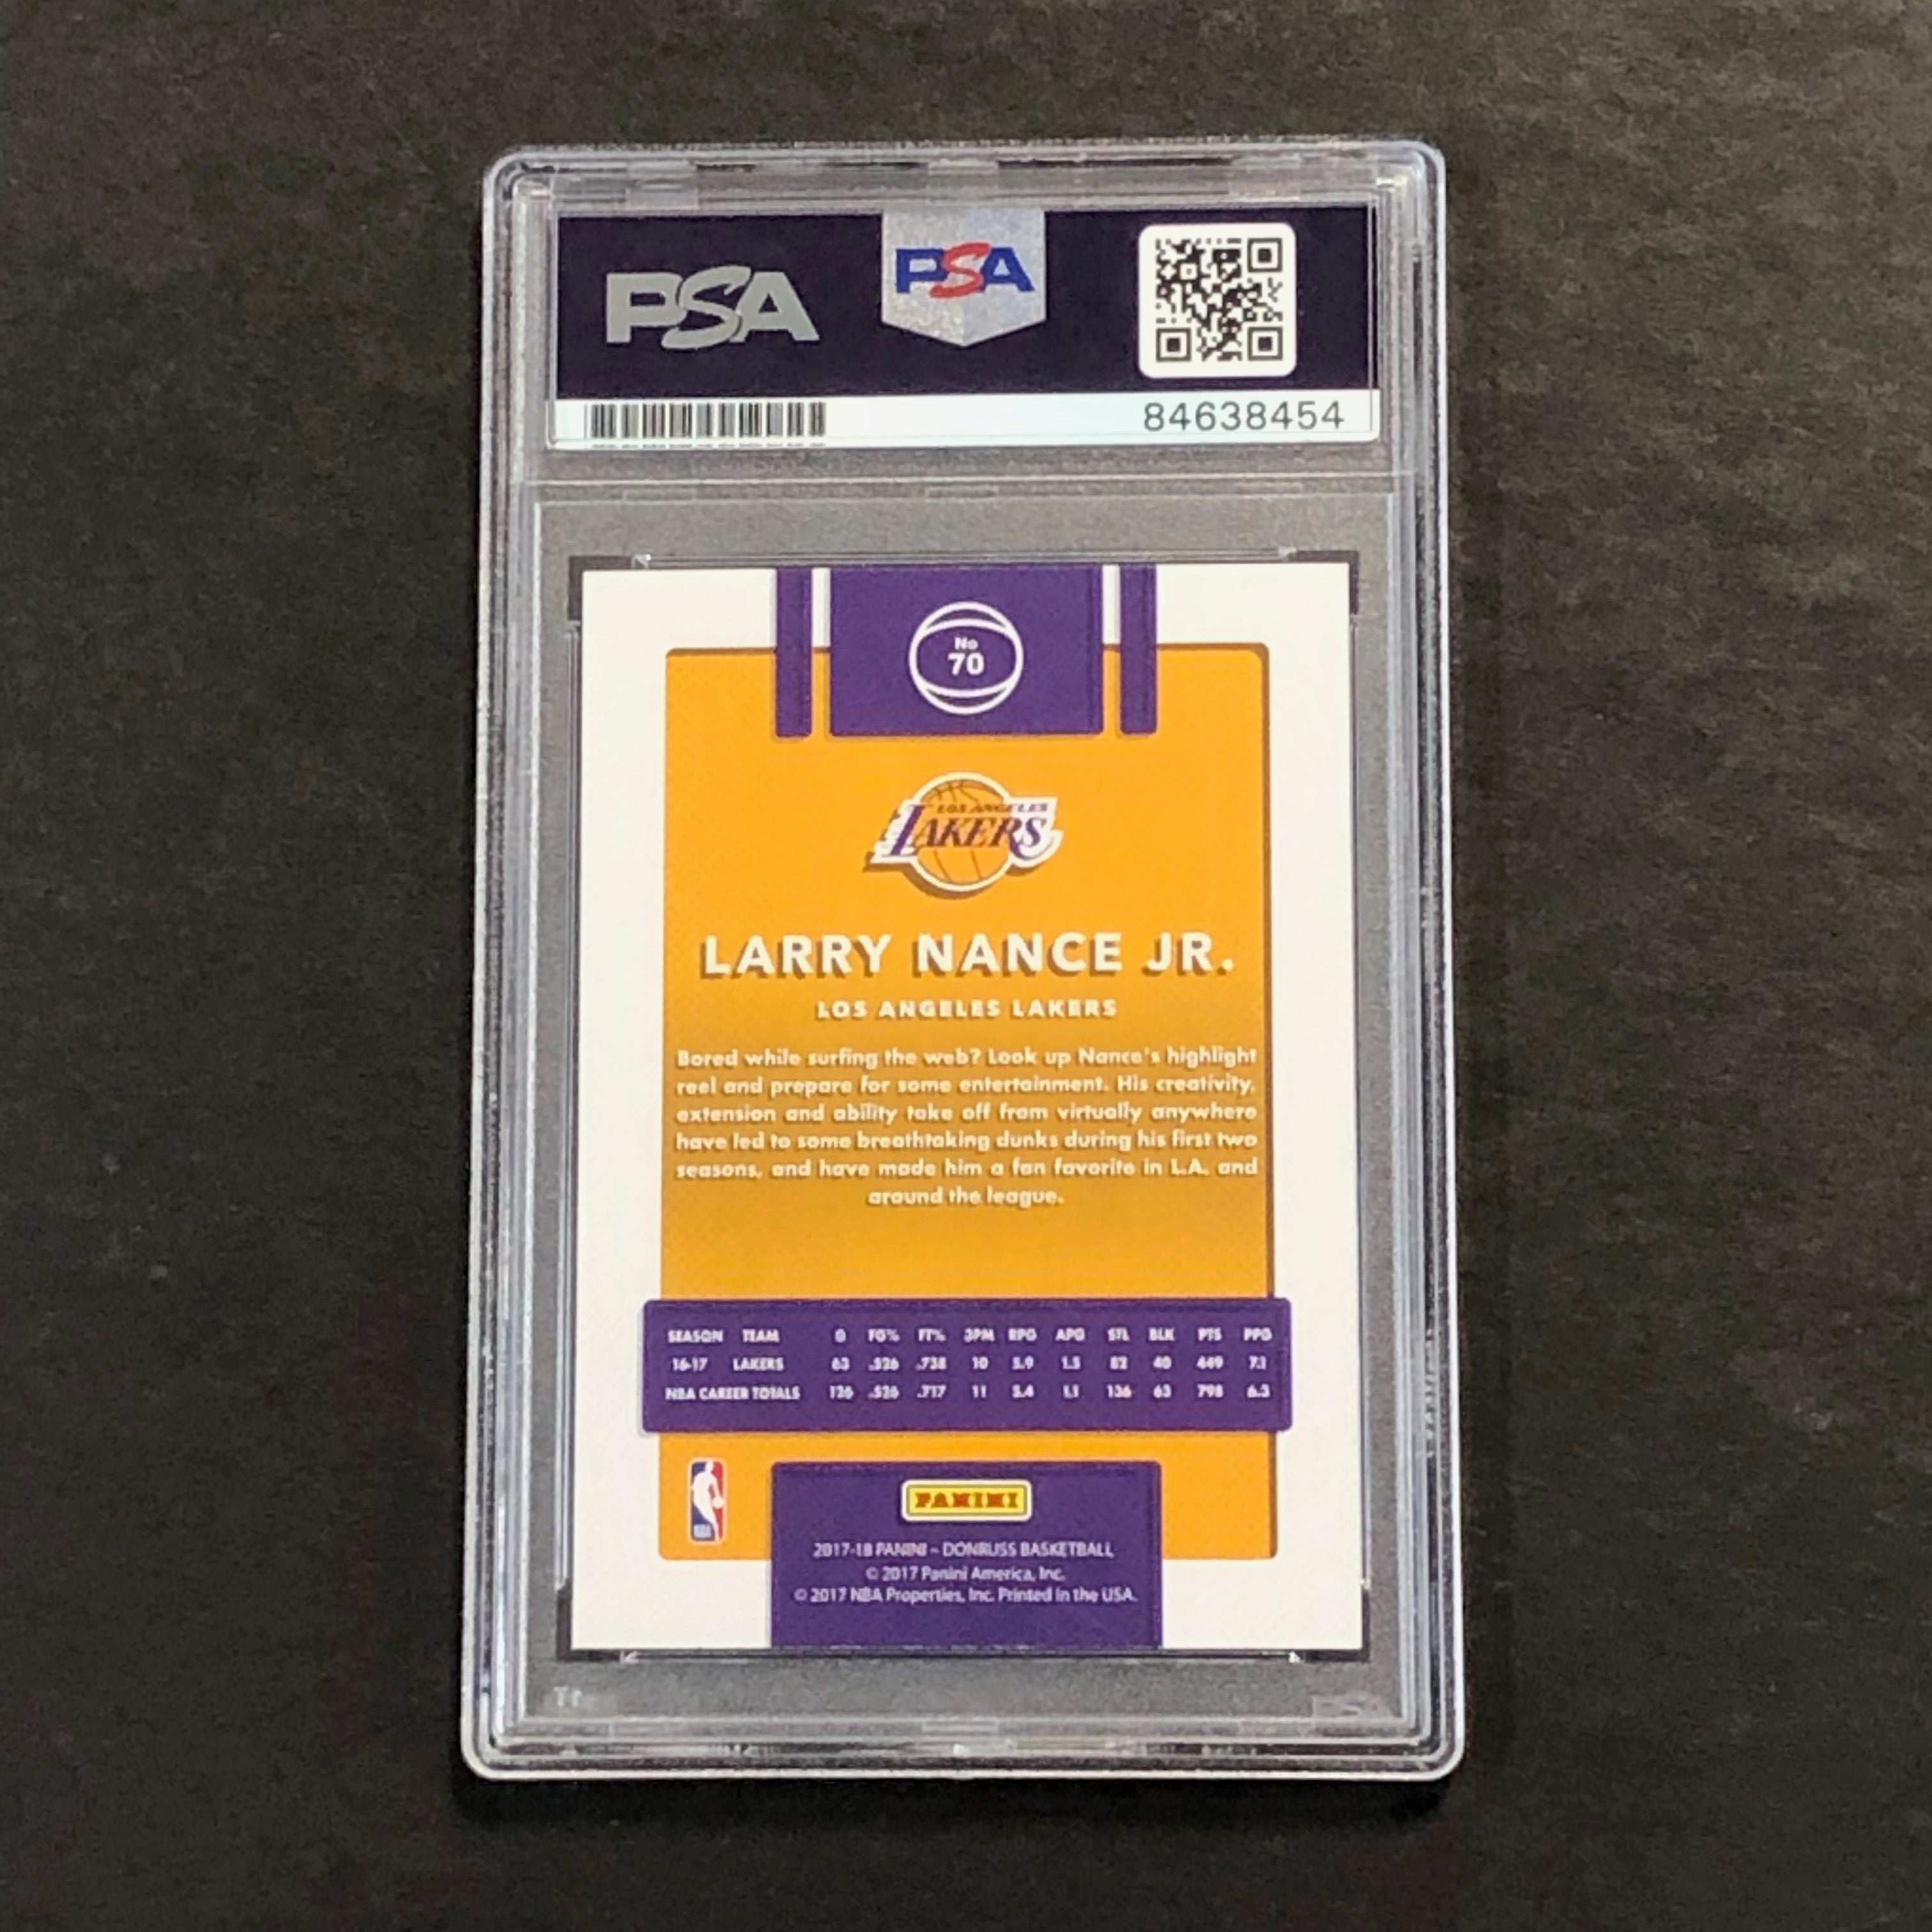 PSA
PSA
84638454
No
70
LOS ANGELES
LAKERS
LARRY NANCE JR.
LOS ANGELES LAKERS
Bored while surfing the web? Look up Nance's highlight
reel and prepare for some entertainment. His creativity,
extension and ability take off from virtually anywhere
have led to some breathtaking dunks during his first two
seasons, and have made him a fan favorite in L.A. and
around the league.
SEASON TEAM G FG% FT% 3PM RPG APG STL BLK PTS PPG
16-17 LAKERS 63 .526 .738 10 5.9 1.5 82 40 449 7.1
NBA CAREER TOTALS 126 .526 .717 11 5.4 1.1 136 63 798 6.3
NBA
PANINI
2017-18 PANINI – DONRUSS BASKETBALL
© 2017 Panini America, Inc.
© 2017 NBA Properties, Inc. Printed in the USA.